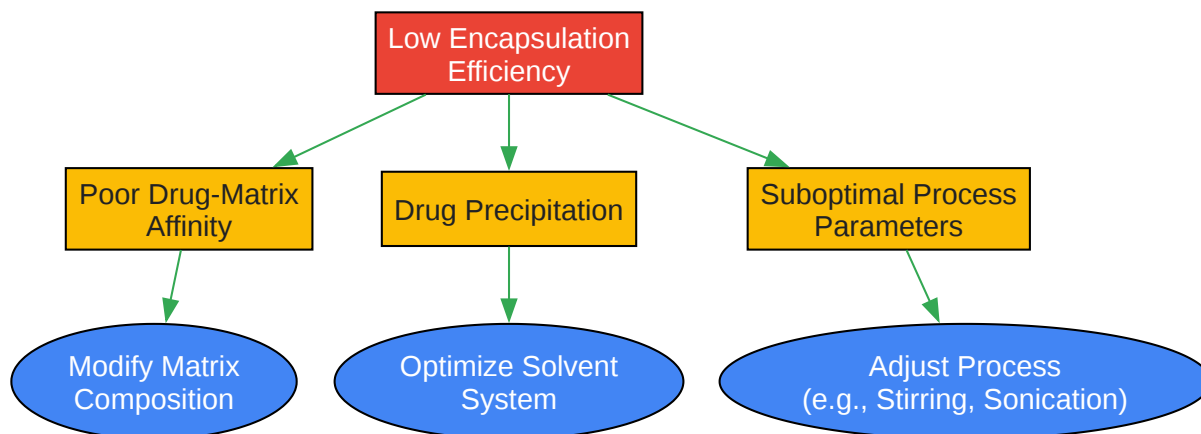 Low Encapsulation
Efficiency
Poor Drug-Matrix
Affinity
Drug Precipitation
Suboptimal Process
Parameters
Modify Matrix
Composition
Optimize Solvent
System
Adjust Process
(e.g., Stirring, Sonication)